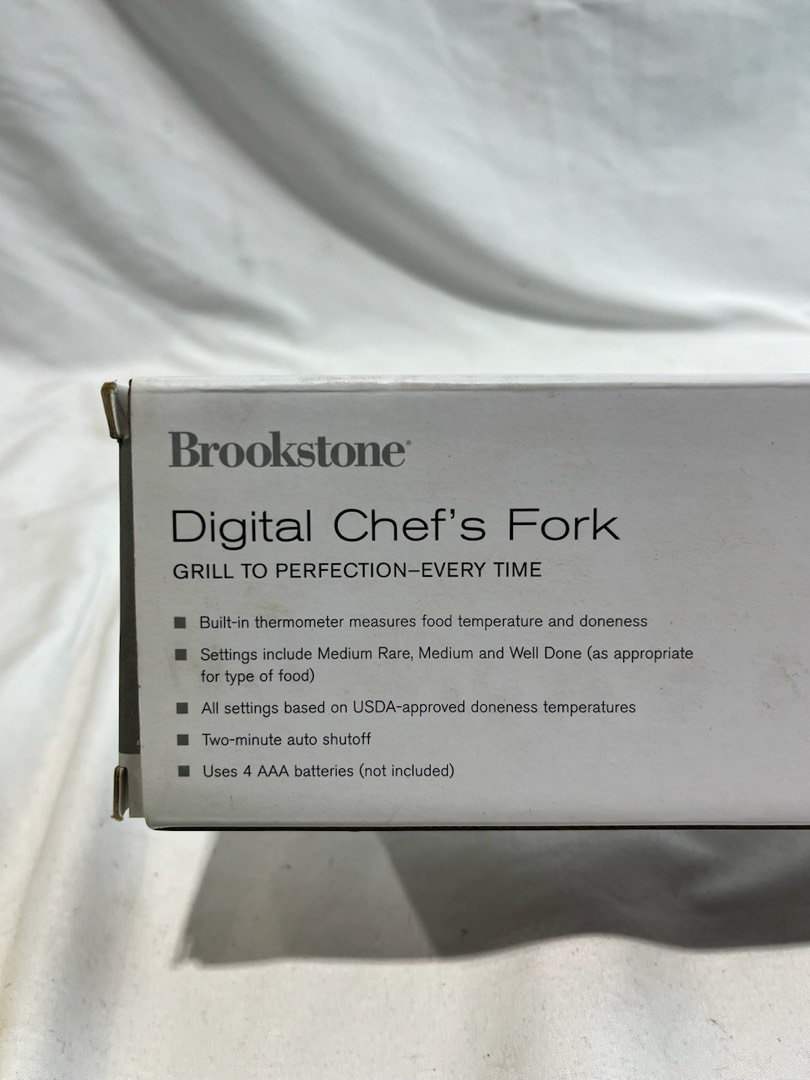 Brookstone®
Digital Chef's Fork
GRILL TO PERFECTION–EVERY TIME
■ Built-in thermometer measures food temperature and doneness
■ Settings include Medium Rare, Medium and Well Done (as appropriate
for type of food)
■ All settings based on USDA-approved doneness temperatures
■ Two-minute auto shutoff
■ Uses 4 AAA batteries (not included)